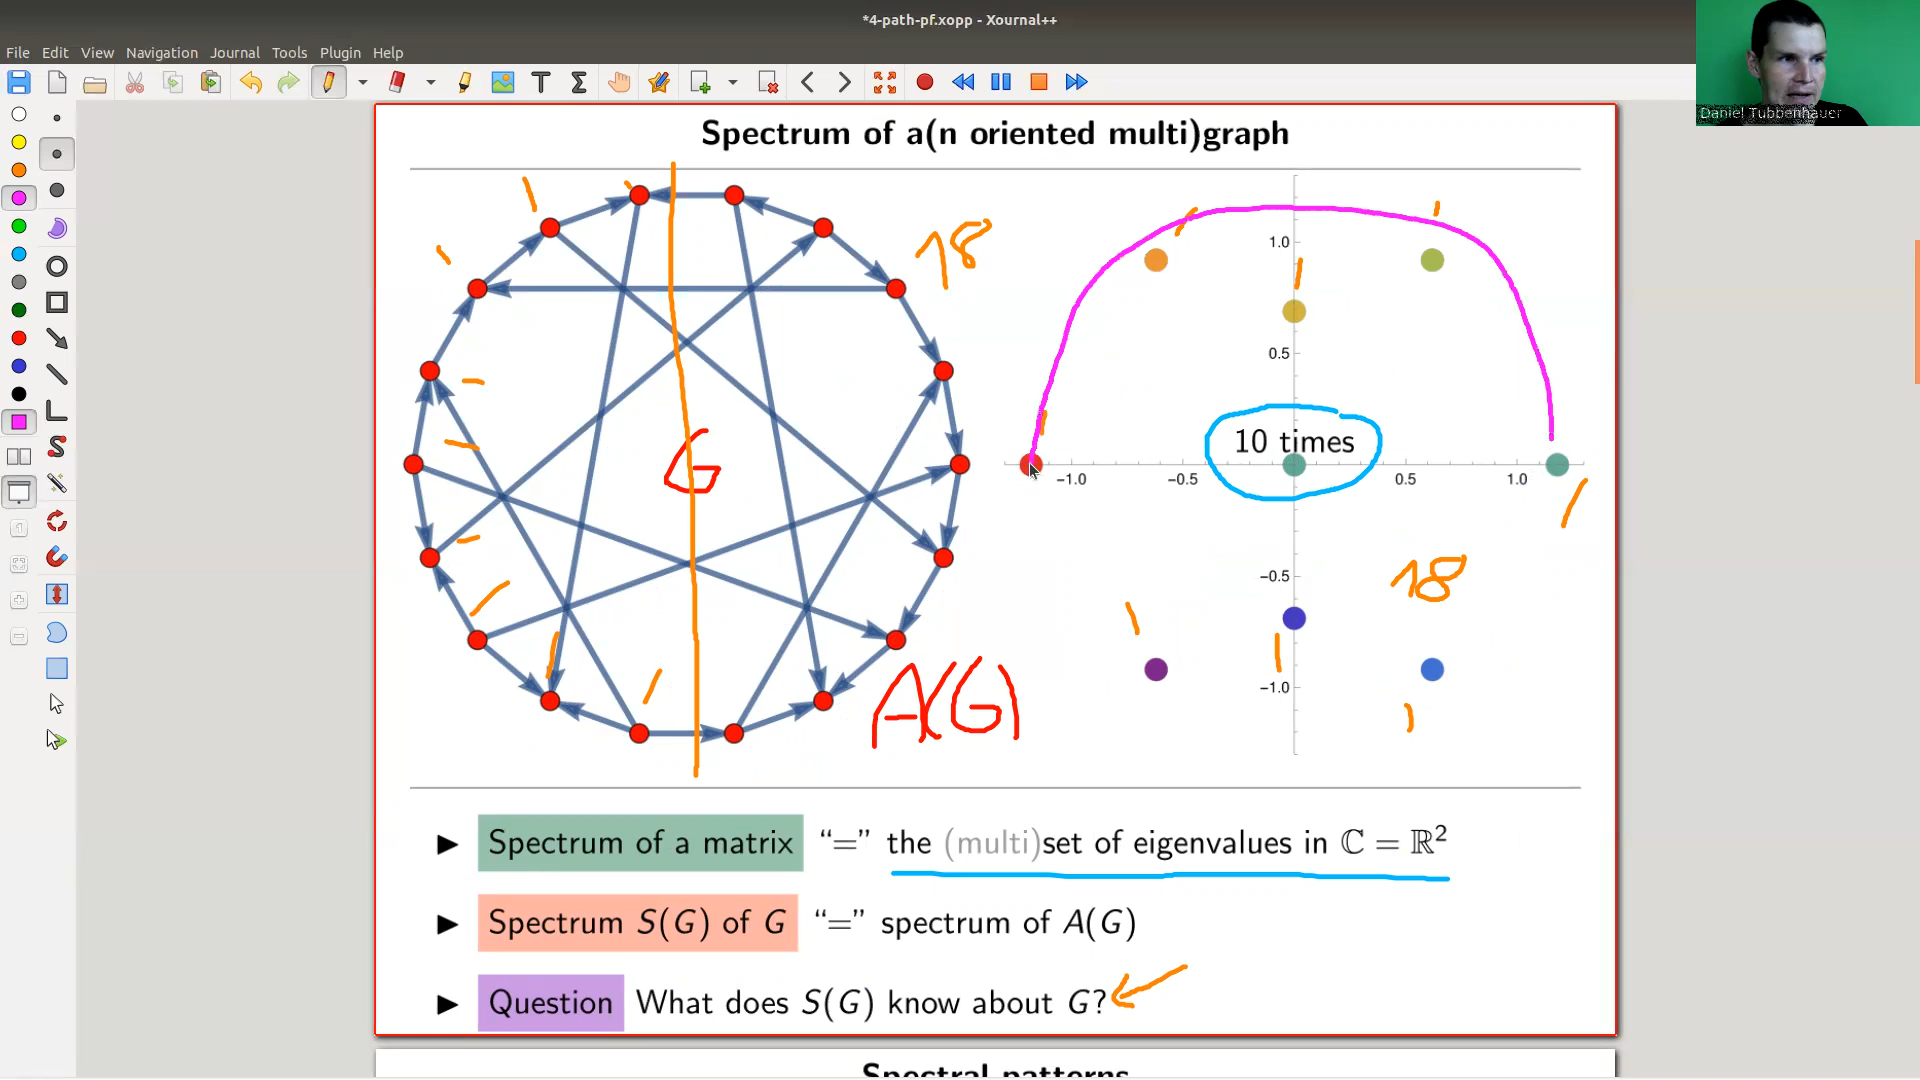 *4-path-pf.xopp - Xournal++
File Edit View Navigation Journal Tools Plugin Help
Daniel Tubbenhauer
Spectrum of a(n oriented multi)graph
18
G
A(G)
1.0
0.5
10 times
-1.0 -0.5 0.5 1.0
-0.5
18
-1.0
► Spectrum of a matrix “=” the (multi)set of eigenvalues in ℂ = ℝ²
► Spectrum S(G) of G “=” spectrum of A(G)
► Question What does S(G) know about G?
Spectral patterns